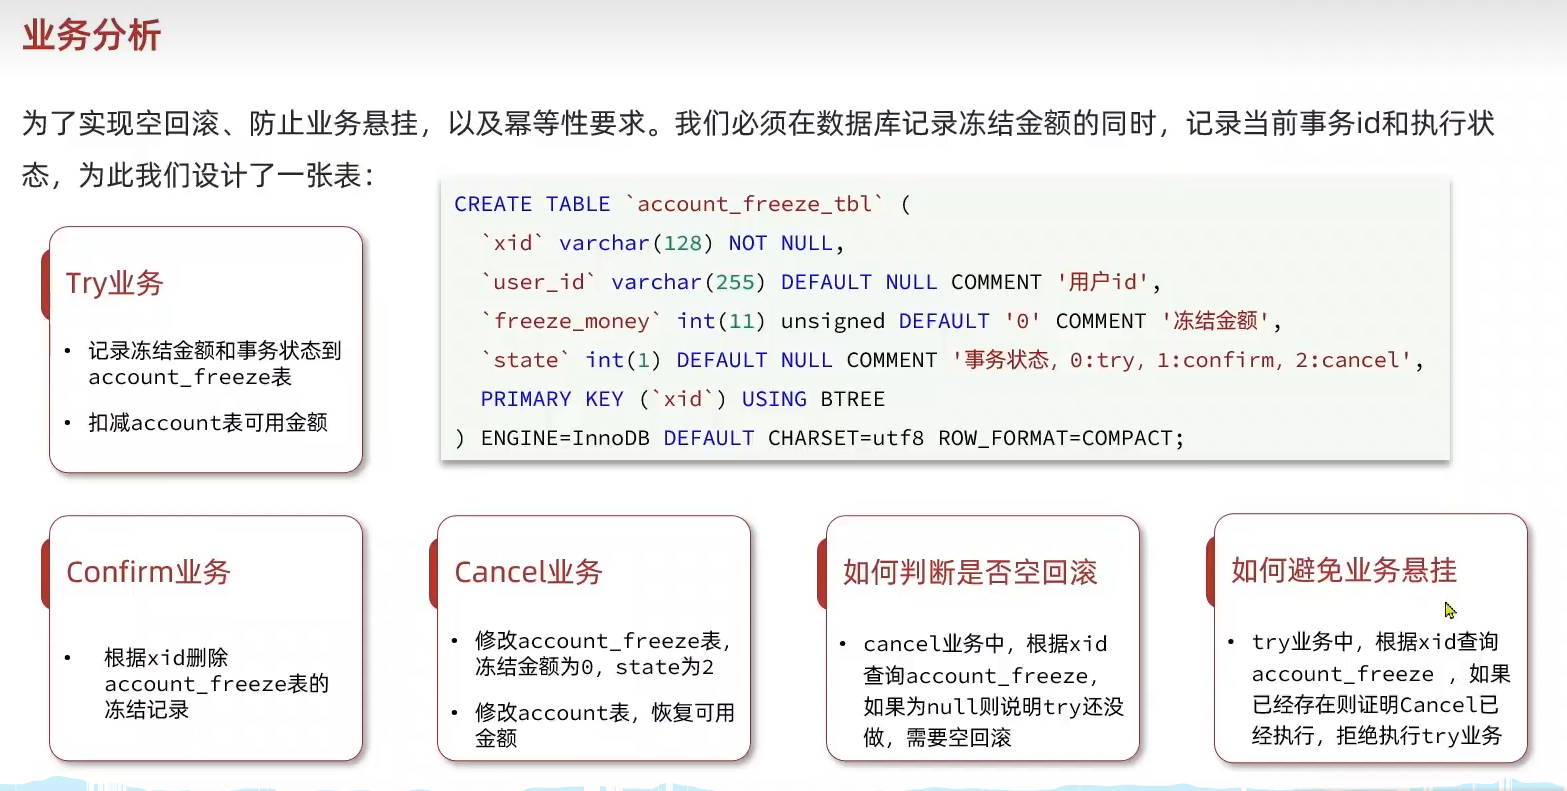 业务分析
为了实现空回滚、防止业务悬挂，以及幂等性要求。我们必须在数据库记录冻结金额的同时，记录当前事务id和执行状
态，为此我们设计了一张表：
CREATE TABLE `account_freeze_tbl` (
`xid` varchar(128) NOT NULL,
`user_id` varchar(255) DEFAULT NULL COMMENT '用户id',
`freeze_money` int(11) unsigned DEFAULT '0' COMMENT '冻结金额',
`state` int(1) DEFAULT NULL COMMENT '事务状态，0:try，1:confirm，2:cancel',
PRIMARY KEY (`xid`) USING BTREE
) ENGINE=InnoDB DEFAULT CHARSET=utf8 ROW_FORMAT=COMPACT;
Try业务
• 记录冻结金额和事务状态到
account_freeze表
• 扣减account表可用金额
Confirm业务
• 根据xid删除
account_freeze表的
冻结记录
Cancel业务
• 修改account_freeze表，
冻结金额为0，state为2
• 修改account表，恢复可用
金额
如何判断是否空回滚
• cancel业务中，根据xid
查询account_freeze，
如果为null则说明try还没
做，需要空回滚
如何避免业务悬挂
• try业务中，根据xid查询
account_freeze ，如果
已经存在则证明Cancel已
经执行，拒绝执行try业务